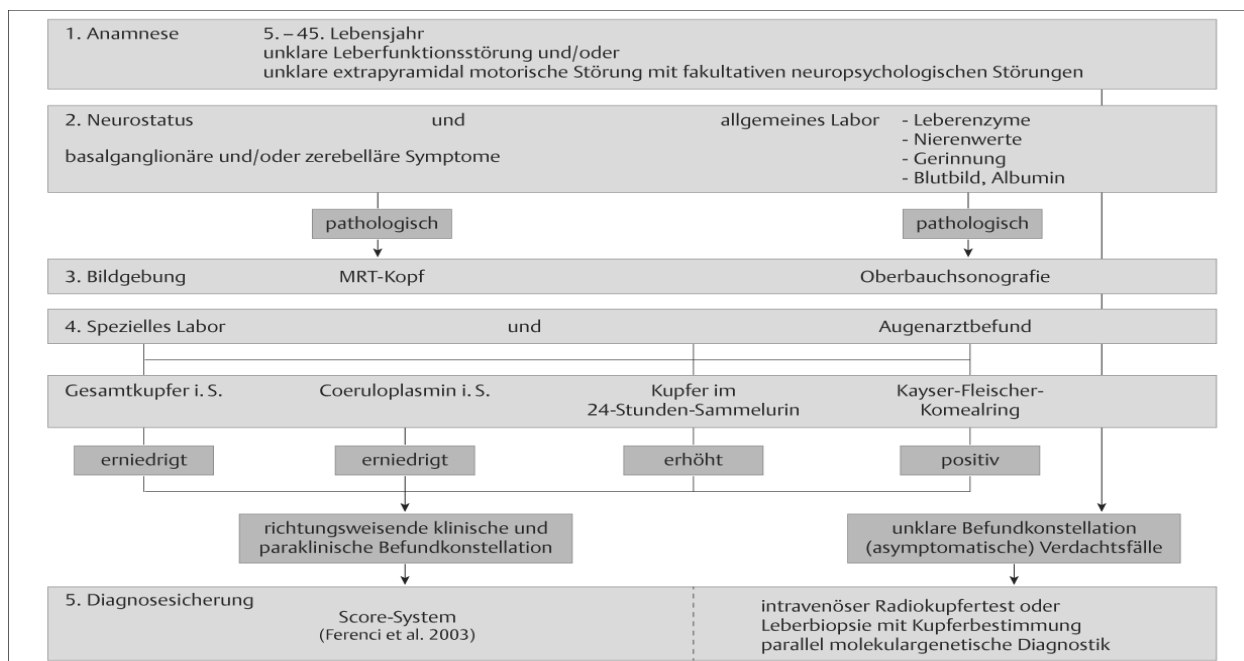 1. Anamnese 5. – 45. Lebensjahr
unklare Leberfunktionsstörung und/oder
unklare extrapyramidal motorische Störung mit fakultativen neuropsychologischen Störungen
2. Neurostatus und allgemeines Labor - Leberenzyme
- Nierenwerte
basalganglionäre und/oder zerebelläre Symptome
- Gerinnung
- Blutbild, Albumin
pathologisch pathologisch
3. Bildgebung MRT-Kopf Oberbauchsonografie
4. Spezielles Labor und Augenarztbefund
Gesamtkupfer i. S. Coeruloplasmin i. S. Kupfer im Kayser-Fleischer-
24-Stunden-Sammelurin Kornealring
erniedrigt erniedrigt erhöht positiv
richtungsweisende klinische und unklare Befundkonstellation
paraklinische Befundkonstellation (asymptomatische) Verdachtsfälle
5. Diagnosesicherung
Score-System intravenöser Radiokupfertest oder
(Ferenci et al. 2003) Leberbiopsie mit Kupferbestimmung
parallel molekulargenetische Diagnostik